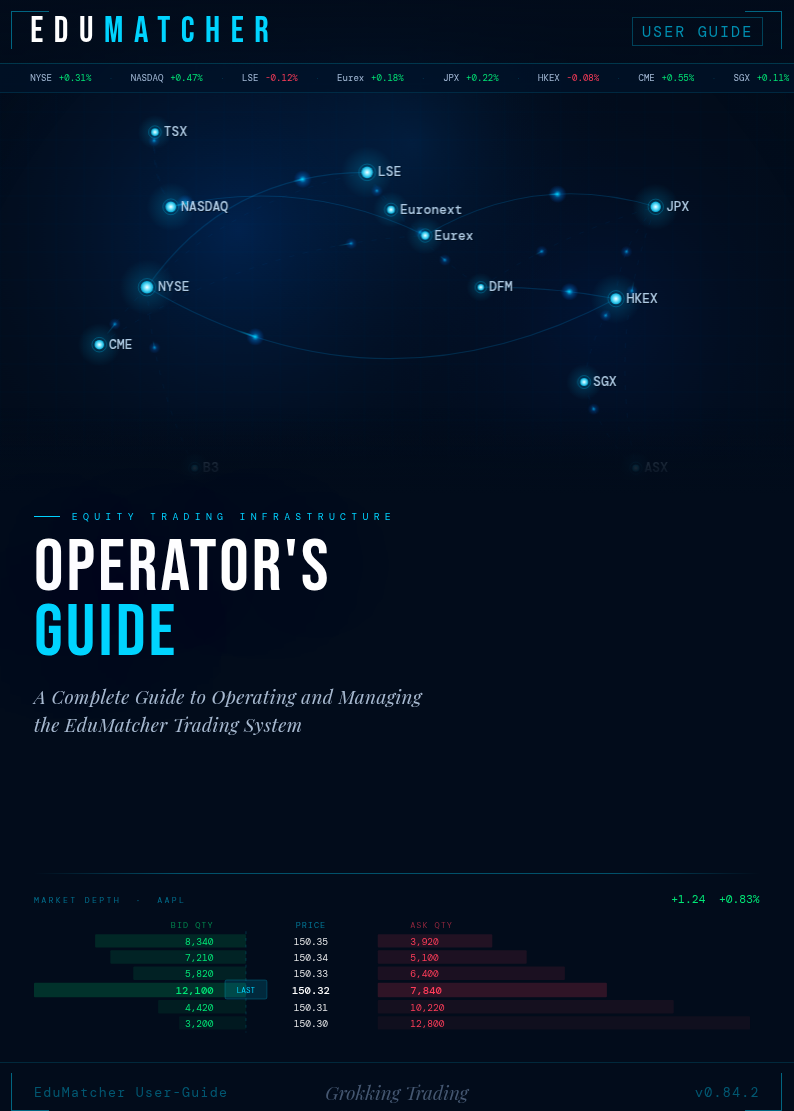 EDUMATCHER
USER GUIDE
NYSE +0.31% NASDAQ +0.47% LSE -0.12% Eurex +0.18% JPX +0.22% HKEX -0.08% CME +0.55% SGX +0.11%
TSX
LSE
NASDAQ
Euronext
JPX
Eurex
NYSE
DFM
HKEX
CME
SGX
B3
ASX
EQUITY TRADING INFRASTRUCTURE
OPERATOR'S
GUIDE
A Complete Guide to Operating and Managing
the EduMatcher Trading System
MARKET DEPTH · AAPL
+1.24 +0.83%
BID QTY PRICE ASK QTY
8,340 150.35 3,920
7,210 150.34 5,100
5,820 150.33 6,400
12,100 LAST 150.32 7,840
4,420 150.31 10,220
3,200 150.30 12,800
EduMatcher User-Guide Grokking Trading v0.84.2